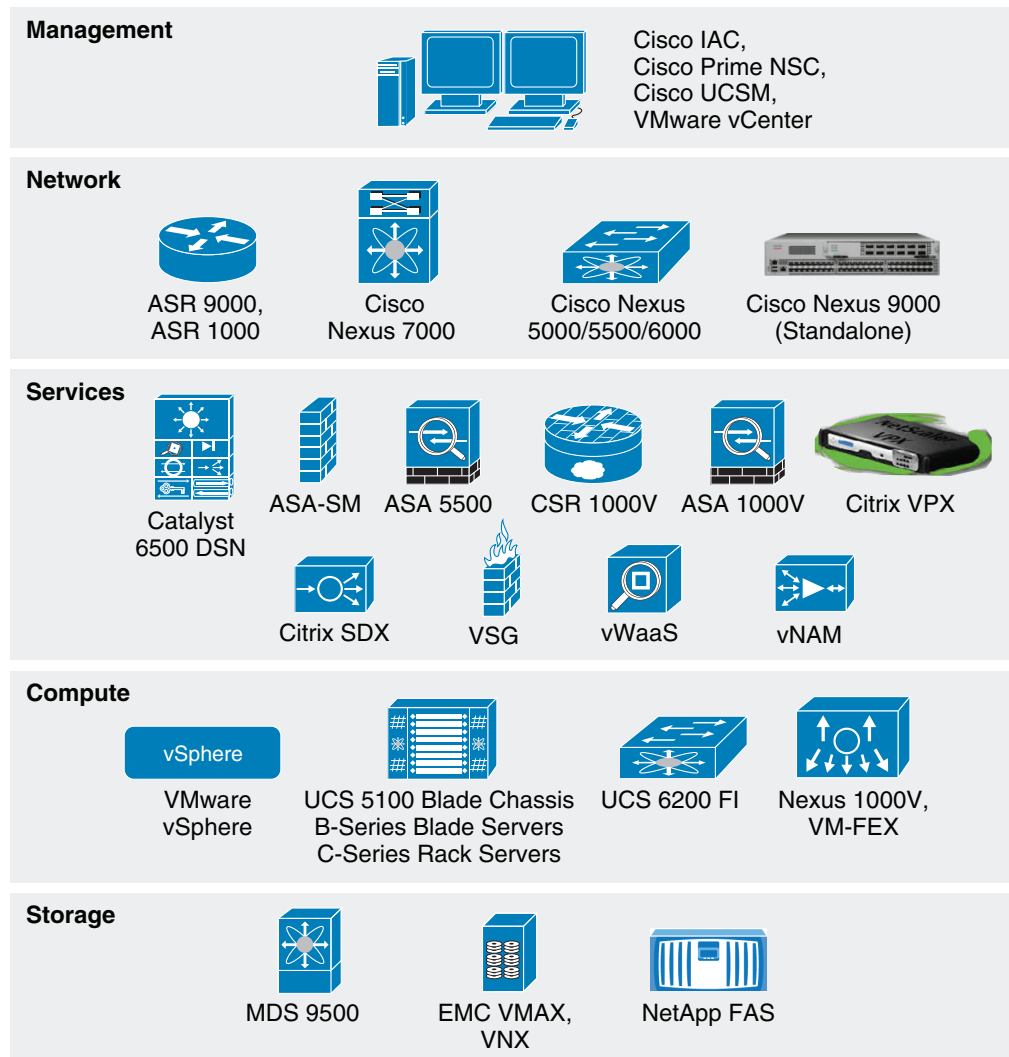 Management
Cisco IAC,
Cisco Prime NSC,
Cisco UCSM,
VMware vCenter
Network
ASR 9000,
ASR 1000
Cisco
Nexus 7000
Cisco Nexus
5000/5500/6000
Cisco Nexus 9000
(Standalone)
Services
Catalyst
6500 DSN
ASA-SM
ASA 5500
CSR 1000V
ASA 1000V
NetScaler
VPX
Citrix VPX
Citrix SDX
VSG
vWaaS
vNAM
Compute
vSphere
VMware
vSphere
UCS 5100 Blade Chassis
B-Series Blade Servers
C-Series Rack Servers
UCS 6200 FI
Nexus 1000V,
VM-FEX
Storage
MDS 9500
EMC VMAX,
VNX
NetApp FAS